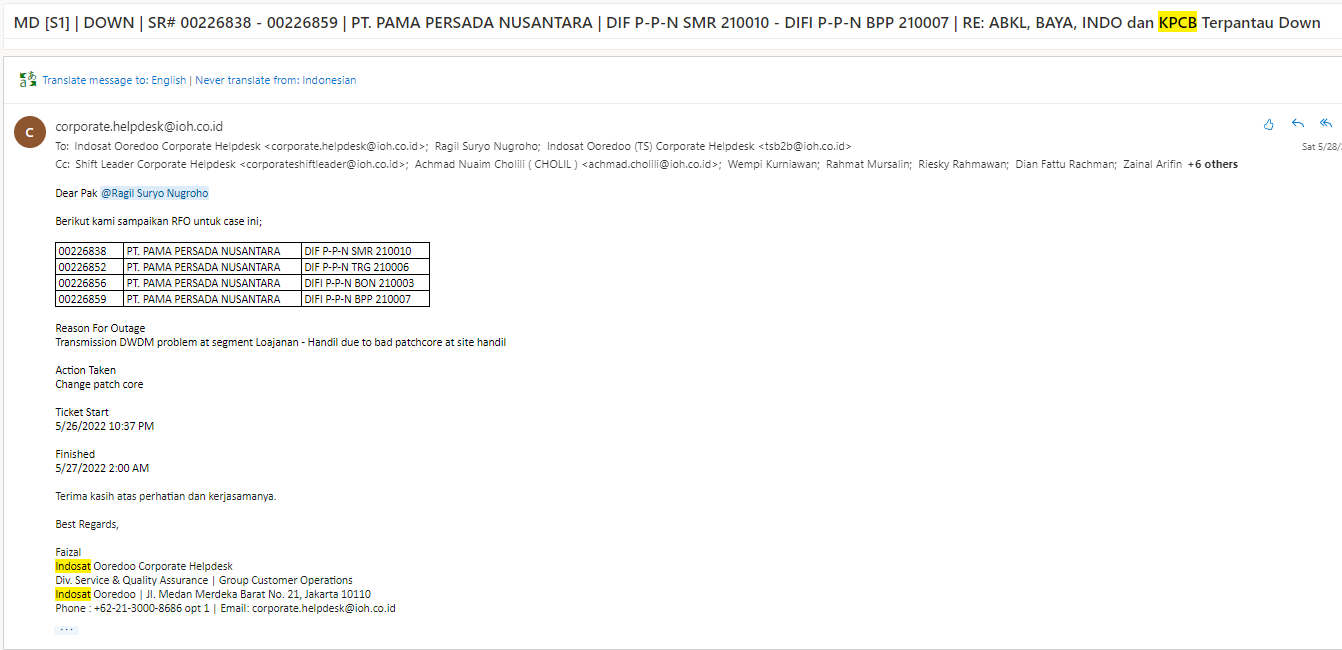 MD [S1] | DOWN | SR# 00226838 - 00226859 | PT. PAMA PERSADA NUSANTARA | DIF P-P-N SMR 210010 - DIFI P-P-N BPP 210007 | RE: ABKL, BAYA, INDO dan KPCB Terpantau Down
Translate message to: English | Never translate from: Indonesian
C
corporate.helpdesk@ioh.co.id
To: Indosat Ooredoo Corporate Helpdesk <corporate.helpdesk@ioh.co.id>; Ragil Suryo Nugroho; Indosat Ooredoo (TS) Corporate Helpdesk <tsb2b@ioh.co.id>
Sat 5/28/
Cc: Shift Leader Corporate Helpdesk <corporateshiftleader@ioh.co.id>; Achmad Nuaim Cholili ( CHOLIL ) <achmad.cholili@ioh.co.id>; Wempi Kurniawan; Rahmat Mursalin; Riesky Rahmawan; Dian Fattu Rachman; Zainal Arifin +6 others
Dear Pak @Ragil Suryo Nugroho
Berikut kami sampaikan RFO untuk case ini;
00226838 PT. PAMA PERSADA NUSANTARA DIF P-P-N SMR 210010
00226852 PT. PAMA PERSADA NUSANTARA DIF P-P-N TRG 210006
00226856 PT. PAMA PERSADA NUSANTARA DIFI P-P-N BON 210003
00226859 PT. PAMA PERSADA NUSANTARA DIFI P-P-N BPP 210007
Reason For Outage
Transmission DWDM problem at segment Loajanan - Handil due to bad patchcore at site handil
Action Taken
Change patch core
Ticket Start
5/26/2022 10:37 PM
Finished
5/27/2022 2:00 AM
Terima kasih atas perhatian dan kerjasamanya.
Best Regards,
Faizal
Indosat Ooredoo Corporate Helpdesk
Div. Service & Quality Assurance | Group Customer Operations
Indosat Ooredoo | Jl. Medan Merdeka Barat No. 21, Jakarta 10110
Phone : +62-21-3000-8686 opt 1 | Email: corporate.helpdesk@ioh.co.id
...